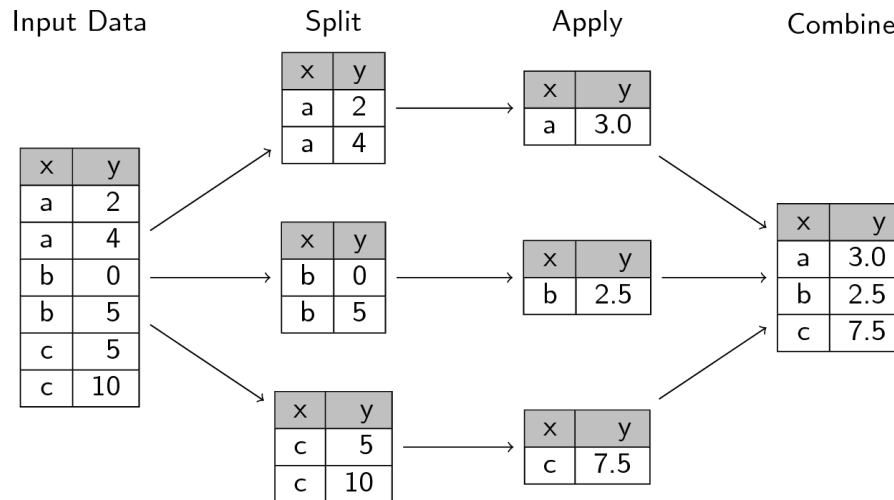 Input Data
x y
a 2
a 4
b 0
b 5
c 5
c 10
Split
x y
a 2
a 4
x y
b 0
b 5
x y
c 5
c 10
Apply
x y
a 3.0
x y
b 2.5
x y
c 7.5
Combine
x y
a 3.0
b 2.5
c 7.5